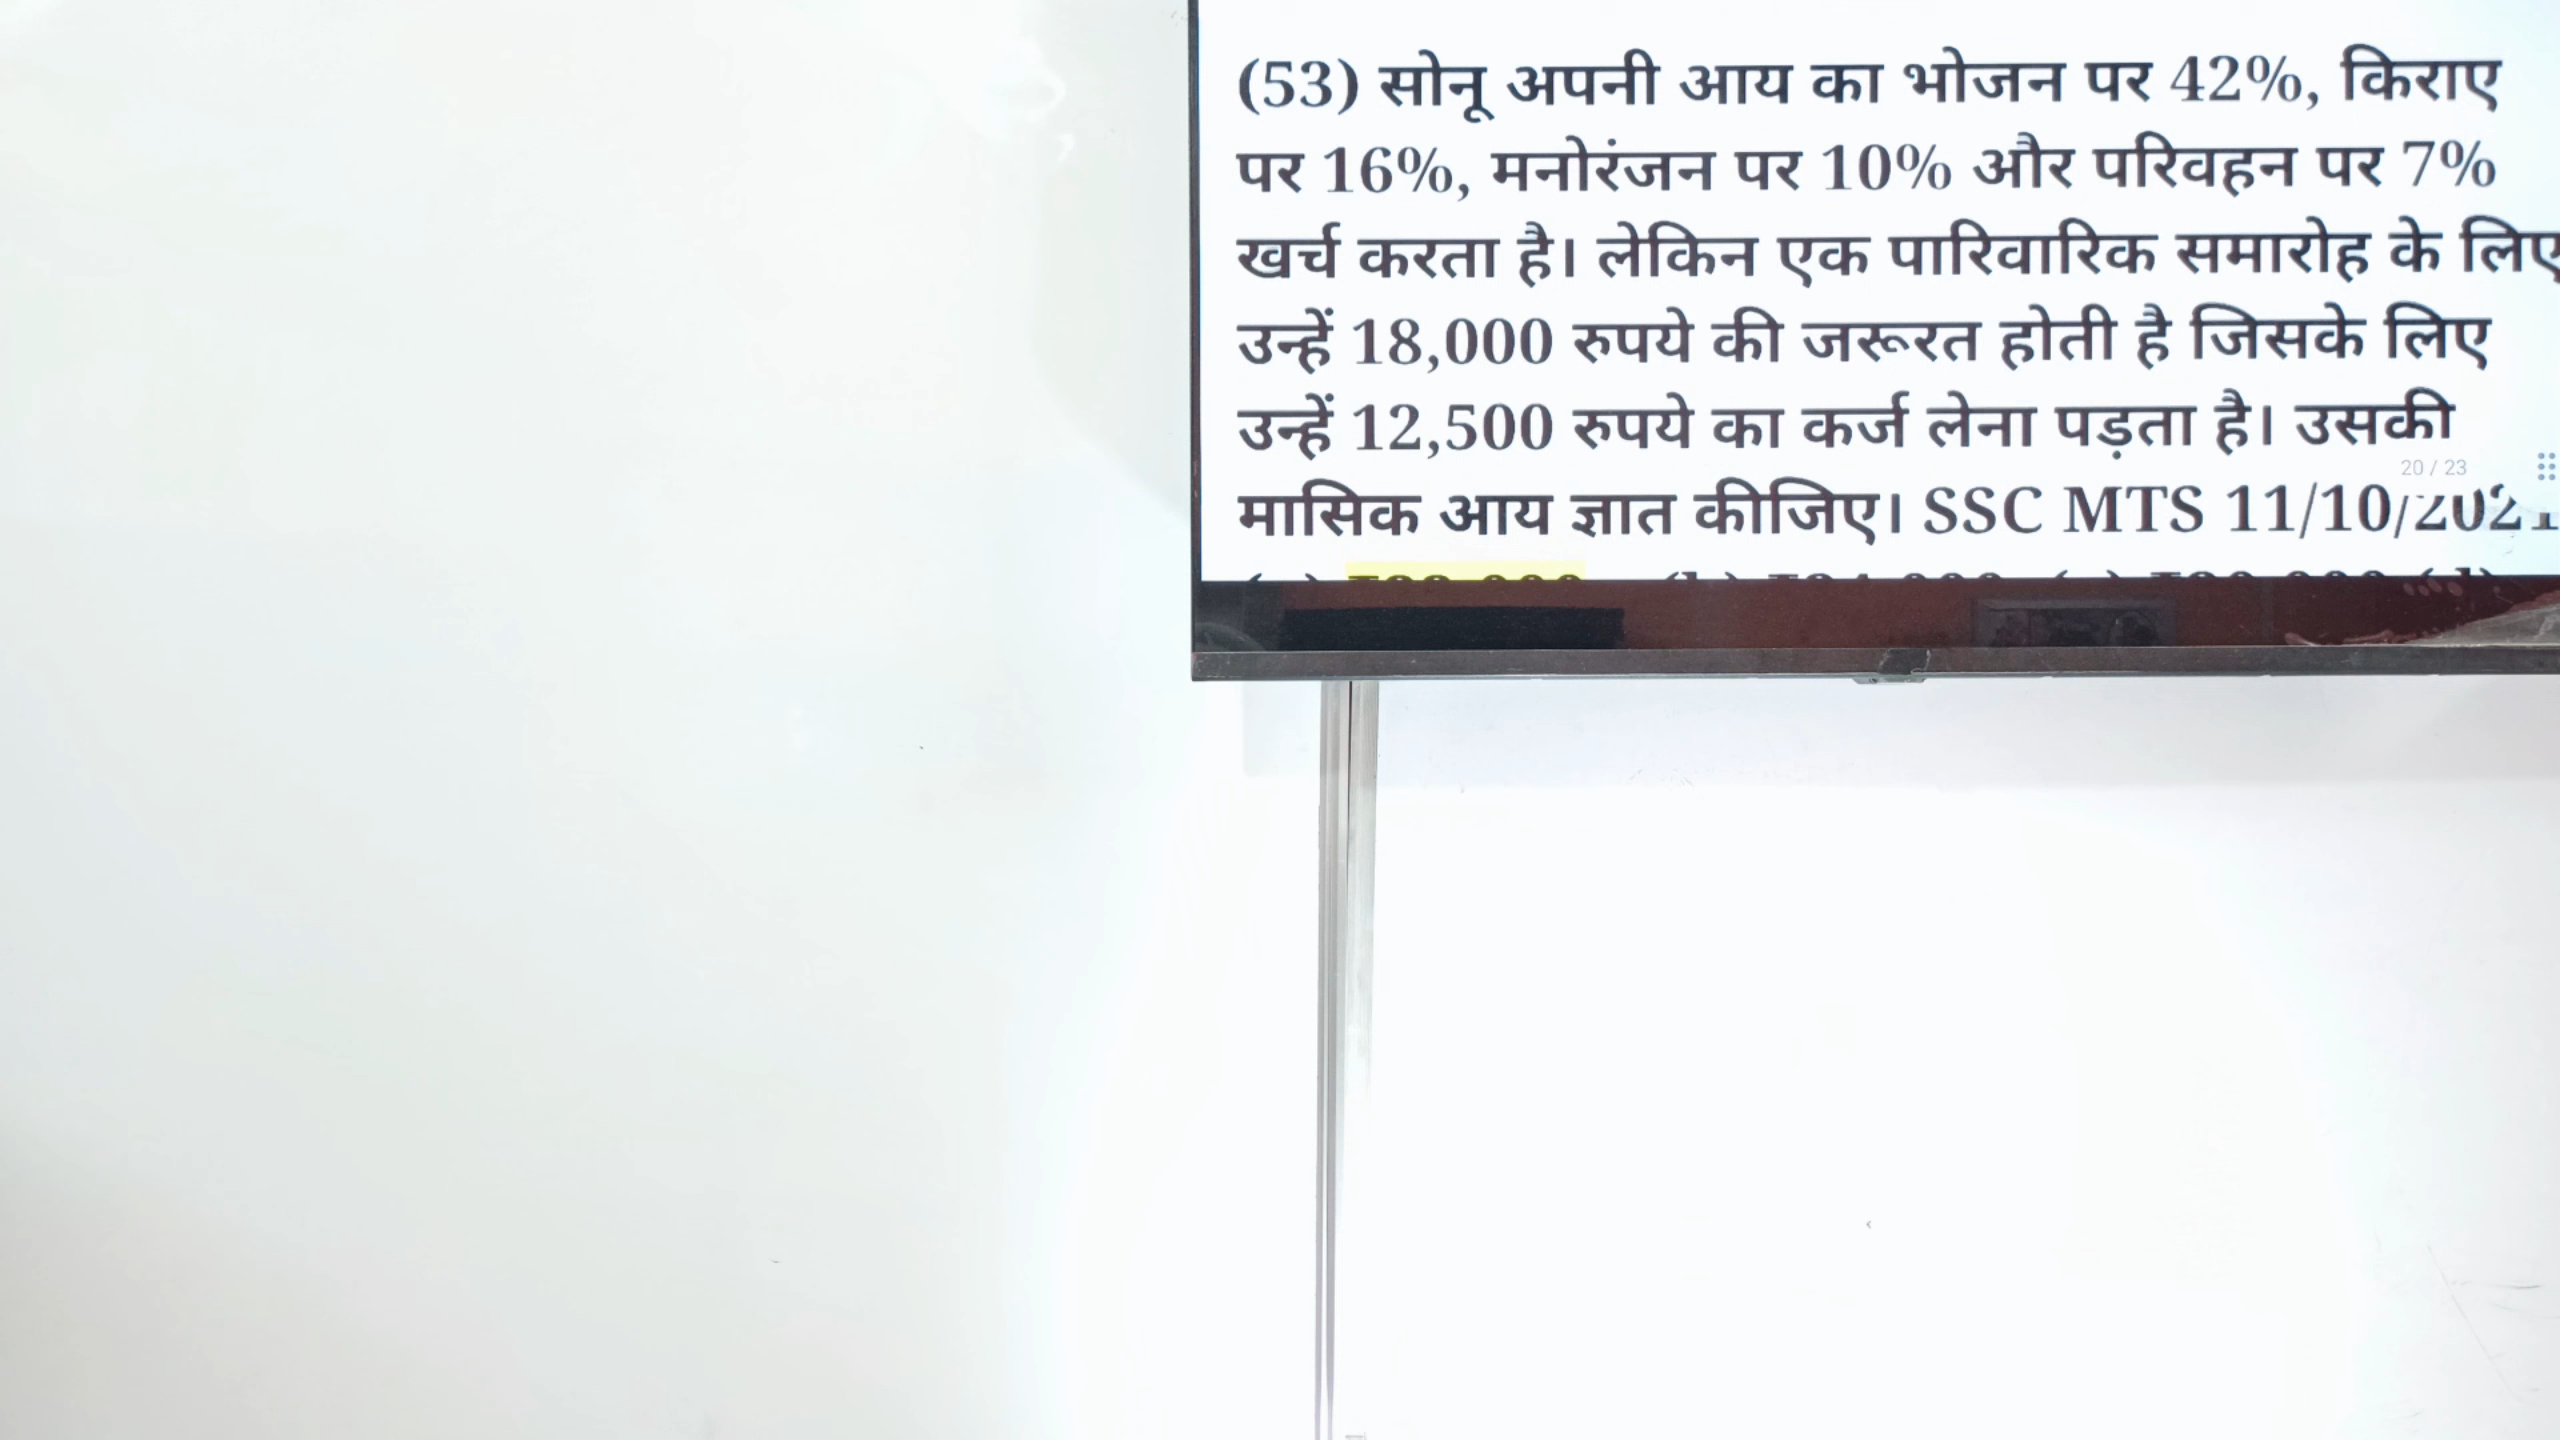 (53) सोनू अपनी आय का भोजन पर 42%, किराए
पर 16%, मनोरंजन पर 10% और परिवहन पर 7%
खर्च करता है। लेकिन एक पारिवारिक समारोह के लिए
उन्हें 18,000 रुपये की जरूरत होती है जिसके लिए
उन्हें 12,500 रुपये का कर्ज लेना पड़ता है। उसकी
20 / 23
मासिक आय ज्ञात कीजिए। SSC MTS 11/10/2021